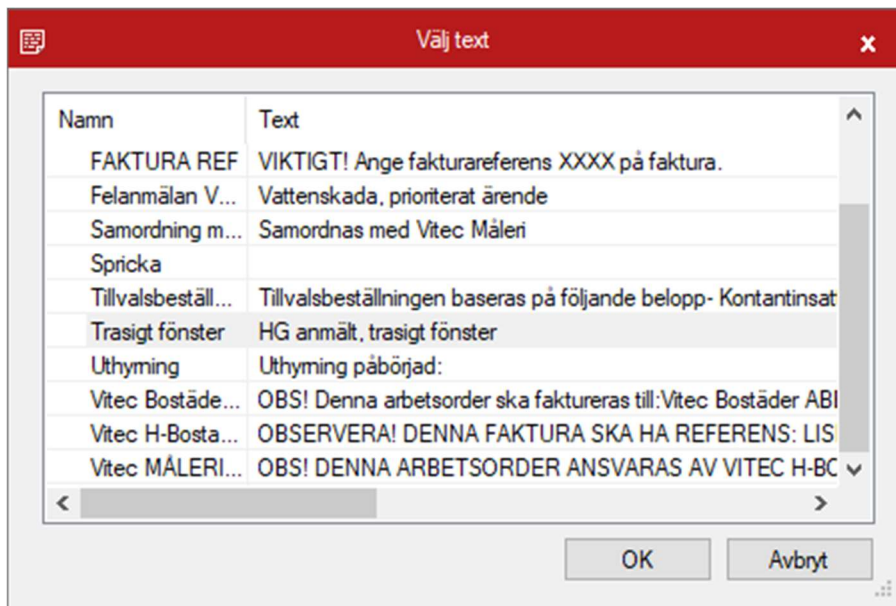 Välj text
Namn Text
FAKTURA REF VIKTIGT! Ange fakturareferens XXXX på faktura.
Felanmälan V... Vattenskada, prioriterat ärende
Samordning m... Samordnas med Vitec Måleri
Spricka
Tillvalsbeställ... Tillvalsbeställningen baseras på följande belopp- Kontantinsat
Trasigt fönster HG anmält, trasigt fönster
Uthyrning Uthyrning påbörjad:
Vitec Bostäde... OBS! Denna arbetsorder ska faktureras till:Vitec Bostäder ABI
Vitec H-Bosta... OBSERVERA! DENNA FAKTURA SKA HA REFERENS: LIS
Vitec MÅLERI... OBS! DENNA ARBETSORDER ANSVARAS AV VITEC H-BO
OK Avbryt